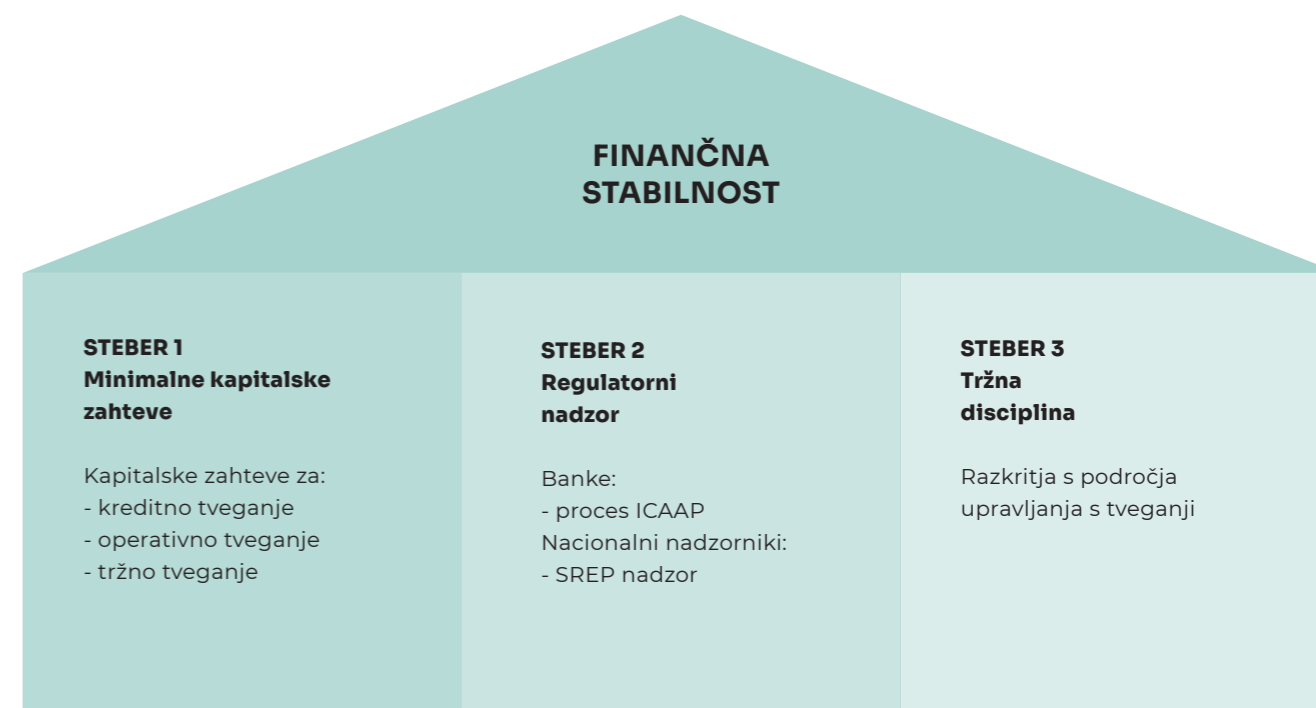 FINANČNA
STABILNOST
STEBER 1
Minimalne kapitalske
zahteve
Kapitalske zahteve za:
- kreditno tveganje
- operativno tveganje
- tržno tveganje
STEBER 2
Regulatorni
nadzor
Banke:
- proces ICAAP
Nacionalni nadzorniki:
- SREP nadzor
STEBER 3
Tržna
disciplina
Razkritja s področja
upravljanja s tveganji